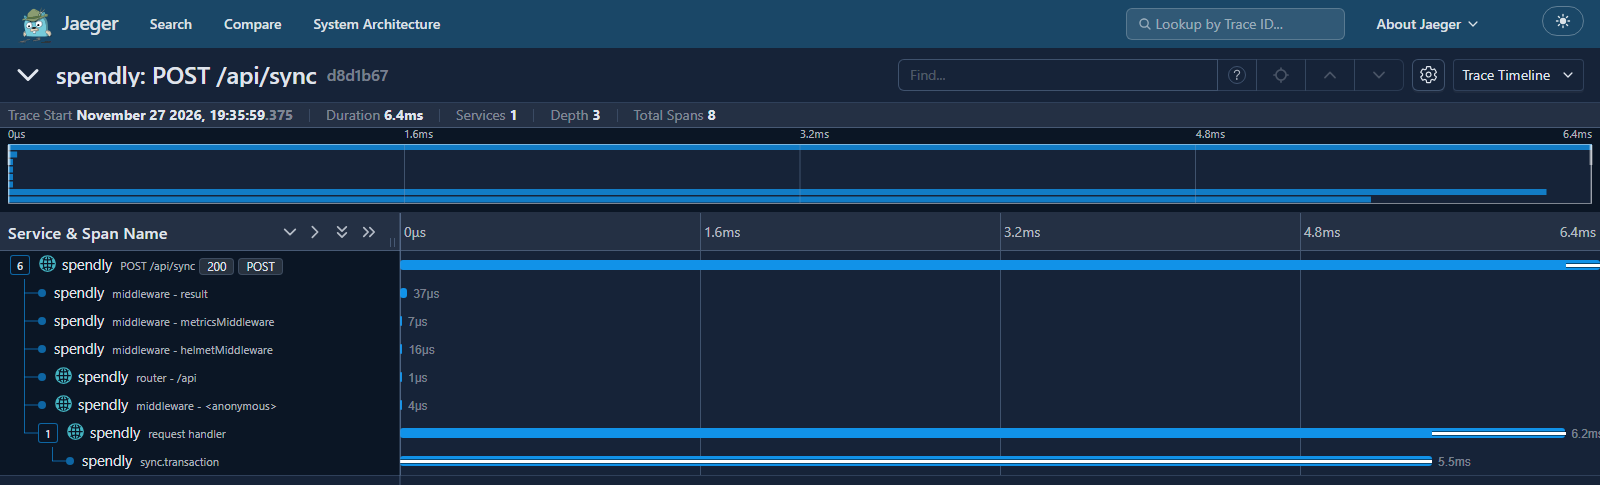 Jaeger Search Compare System Architecture Lookup by Trace ID... About Jaeger
spendly: POST /api/sync d8d1b67 Find... ? Trace Timeline
Trace Start November 27 2026, 19:35:59.375 Duration 6.4ms Services 1 Depth 3 Total Spans 8
0μs 1.6ms 3.2ms 4.8ms 6.4ms
Service & Span Name 0μs 1.6ms 3.2ms 4.8ms 6.4ms
6 spendly POST /api/sync 200 POST
spendly middleware - result 37μs
spendly middleware - metricsMiddleware 7μs
spendly middleware - helmetMiddleware 16μs
spendly router - /api 1μs
spendly middleware - <anonymous> 4μs
1 spendly request handler 6.2ms
spendly sync.transaction 5.5ms